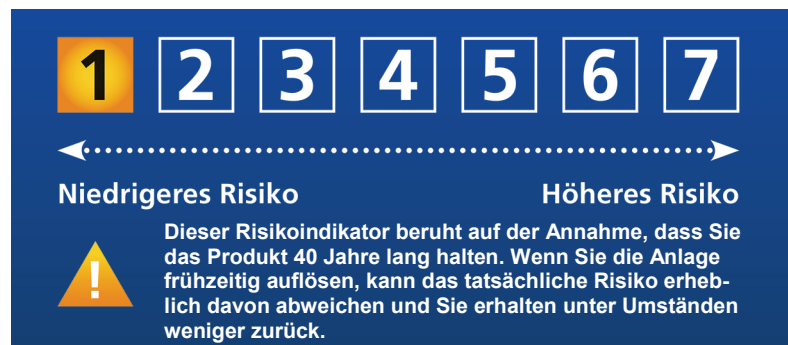 1 2 3 4 5 6 7
Niedrigeres Risiko Höheres Risiko
Dieser Risikoindikator beruht auf der Annahme, dass Sie
das Produkt 40 Jahre lang halten. Wenn Sie die Anlage
frühzeitig auflösen, kann das tatsächliche Risiko erheb-
lich davon abweichen und Sie erhalten unter Umständen
weniger zurück.